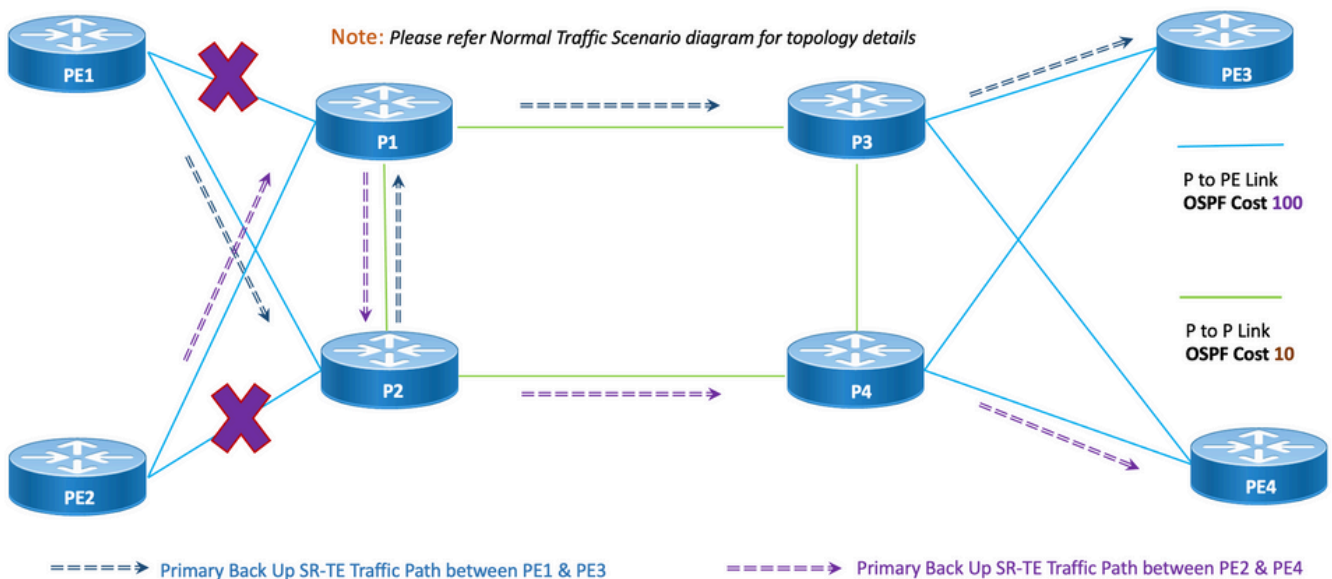 Note: Please refer Normal Traffic Scenario diagram for topology details
PE1
PE3
P1
P3
P to PE Link
OSPF Cost 100
P to P Link
OSPF Cost 10
P2
P4
PE2
PE4
Primary Back Up SR-TE Traffic Path between PE1 & PE3
Primary Back Up SR-TE Traffic Path between PE2 & PE4